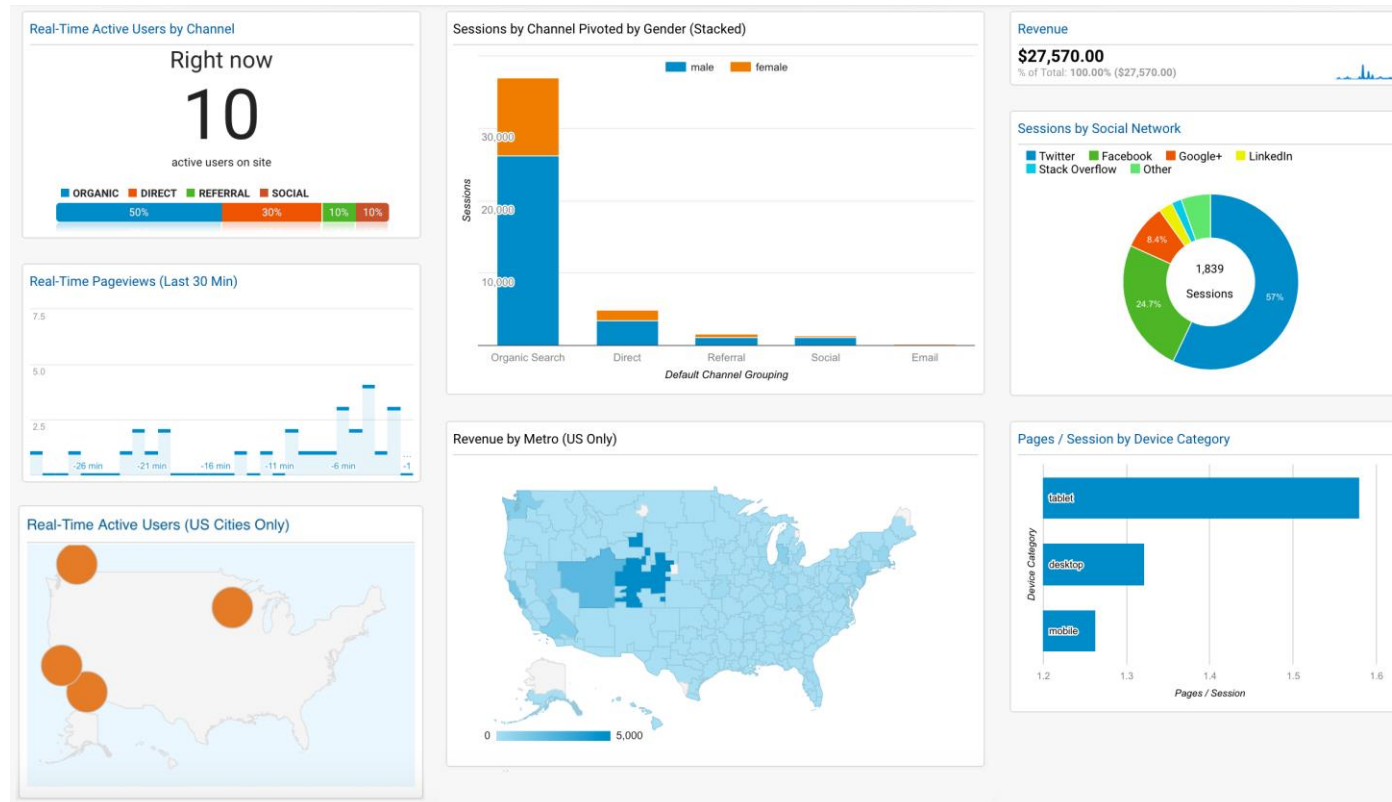 Real-Time Active Users by Channel
Right now
10
active users on site
ORGANIC DIRECT REFERRAL SOCIAL
50% 30% 10% 10%
Real-Time Pageviews (Last 30 Min)
7.5
5.0
2.5
...
-26 min -21 min -16 min -11 min -6 min -1
Real-Time Active Users (US Cities Only)
Sessions by Channel Pivoted by Gender (Stacked)
male female
30,000
20,000
10,000
Sessions
Organic Search Direct Referral Social Email
Default Channel Grouping
Revenue by Metro (US Only)
0 5,000
Revenue
$27,570.00
% of Total: 100.00% ($27,570.00)
Sessions by Social Network
Twitter Facebook Google+ LinkedIn
Stack Overflow Other
8.4%
24.7%
57%
1,839
Sessions
Pages / Session by Device Category
Device Category
tablet
desktop
mobile
1.2 1.3 1.4 1.5 1.6
Pages / Session